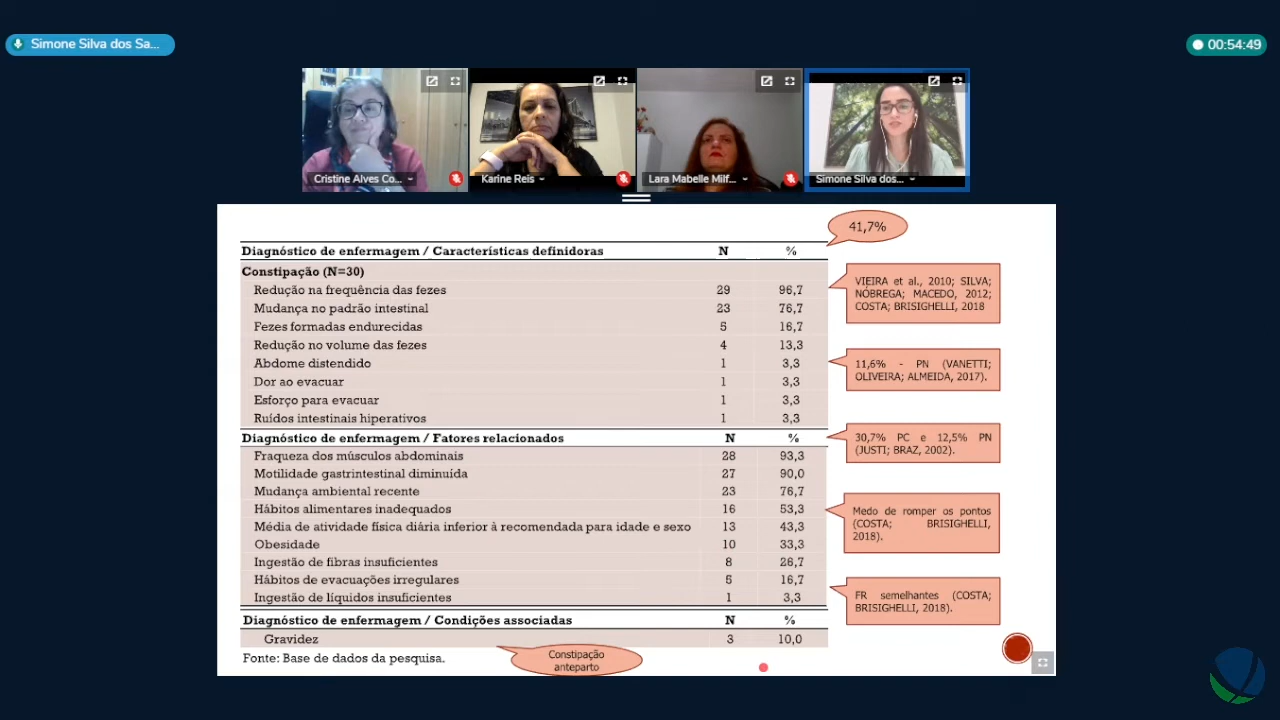 Simone Silva dos Sa...
00:54:49
Cristine Alves Co...
Karine Reis
Lara Mabelle Milf...
Simone Silva dos...
41,7%
Diagnóstico de enfermagem / Características definidoras N %
Constipação (N=30)
Redução na frequência das fezes 29 96,7
Mudança no padrão intestinal 23 76,7
Fezes formadas endurecidas 5 16,7
Redução no volume das fezes 4 13,3
Abdome distendido 1 3,3
Dor ao evacuar 1 3,3
Esforço para evacuar 1 3,3
Ruídos intestinais hiperativos 1 3,3
Diagnóstico de enfermagem / Fatores relacionados N %
Fraqueza dos músculos abdominais 28 93,3
Motilidade gastrintestinal diminuída 27 90,0
Mudança ambiental recente 23 76,7
Hábitos alimentares inadequados 16 53,3
Média de atividade física diária inferior à recomendada para idade e sexo 13 43,3
Obesidade 10 33,3
Ingestão de fibras insuficientes 8 26,7
Hábitos de evacuações irregulares 5 16,7
Ingestão de líquidos insuficientes 1 3,3
Diagnóstico de enfermagem / Condições associadas N %
Gravidez 3 10,0
Fonte: Base de dados da pesquisa.
Constipação
anteparto
VIEIRA et al., 2010; SILVA;
NÓBREGA; MACEDO, 2012;
COSTA; BRISIGHELLI, 2018
11,6% - PN (VANETTI;
OLIVEIRA; ALMEIDA, 2017).
30,7% PC e 12,5% PN
(JUSTI; BRAZ, 2002).
Medo de romper os pontos
(COSTA; BRISIGHELLI,
2018).
FR semelhantes (COSTA;
BRISIGHELLI, 2018).